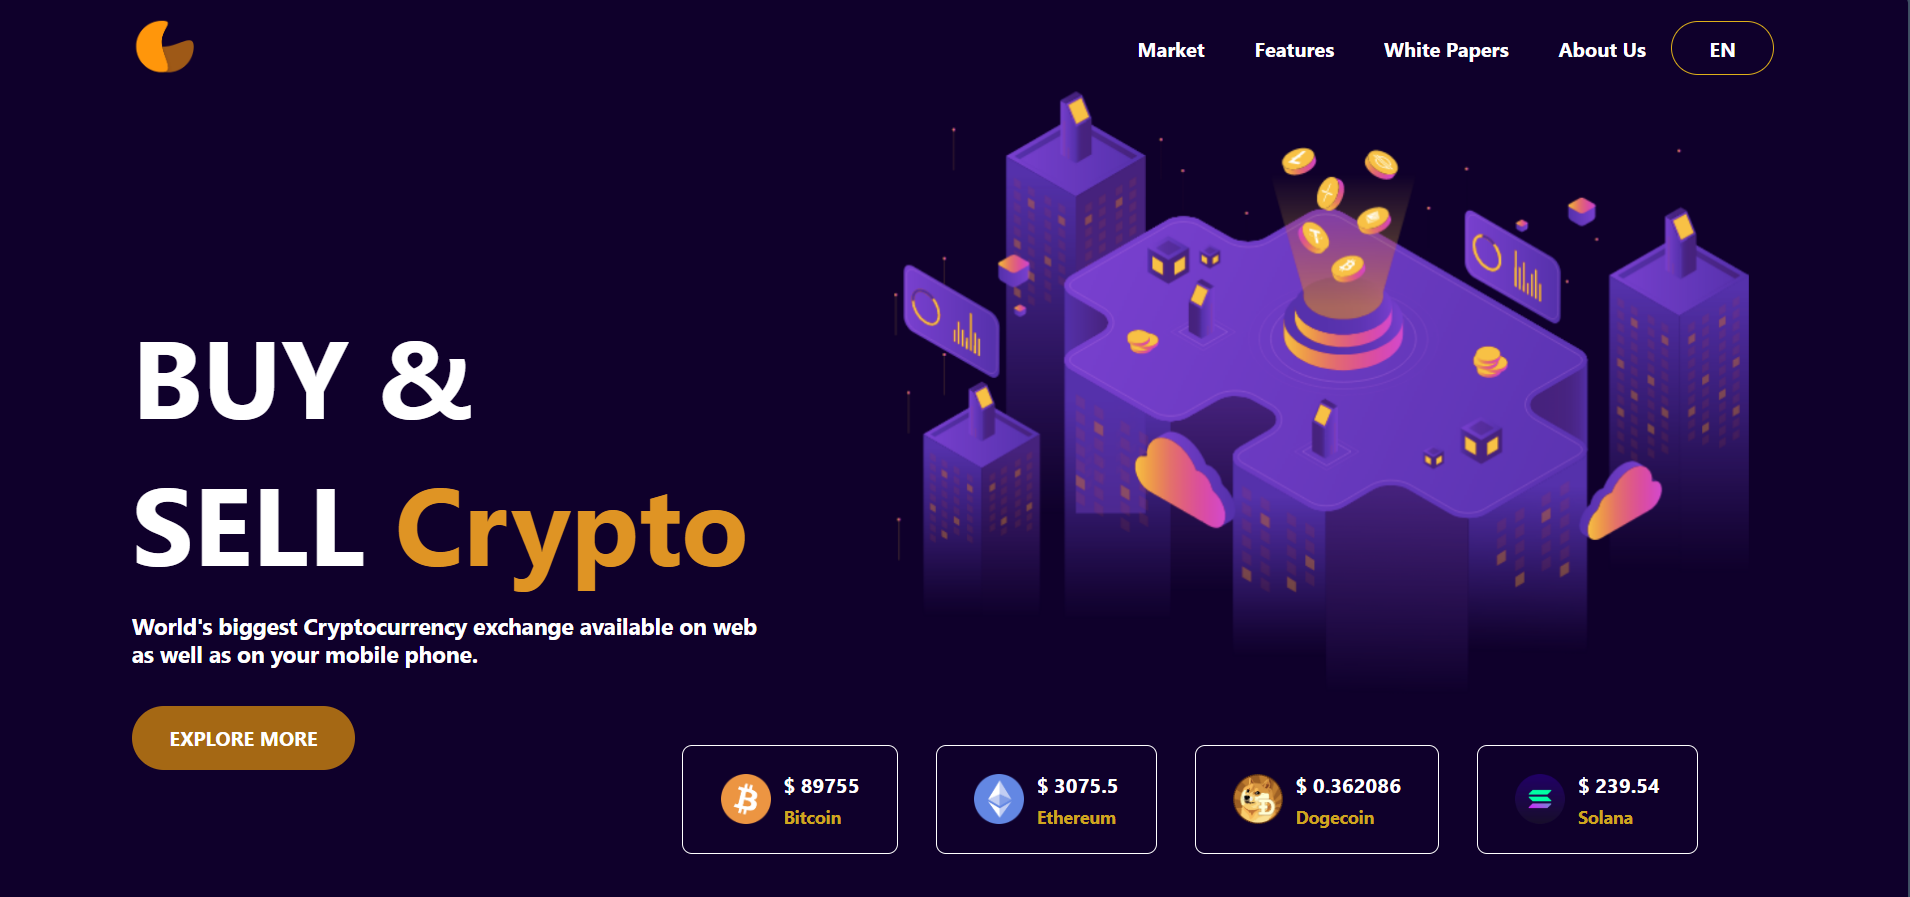 Market
Features
White Papers
About Us
EN
BUY &
SELL Crypto
World's biggest Cryptocurrency exchange available on web
as well as on your mobile phone.
EXPLORE MORE
$ 89755
Bitcoin
$ 3075.5
Ethereum
$ 0.362086
Dogecoin
$ 239.54
Solana